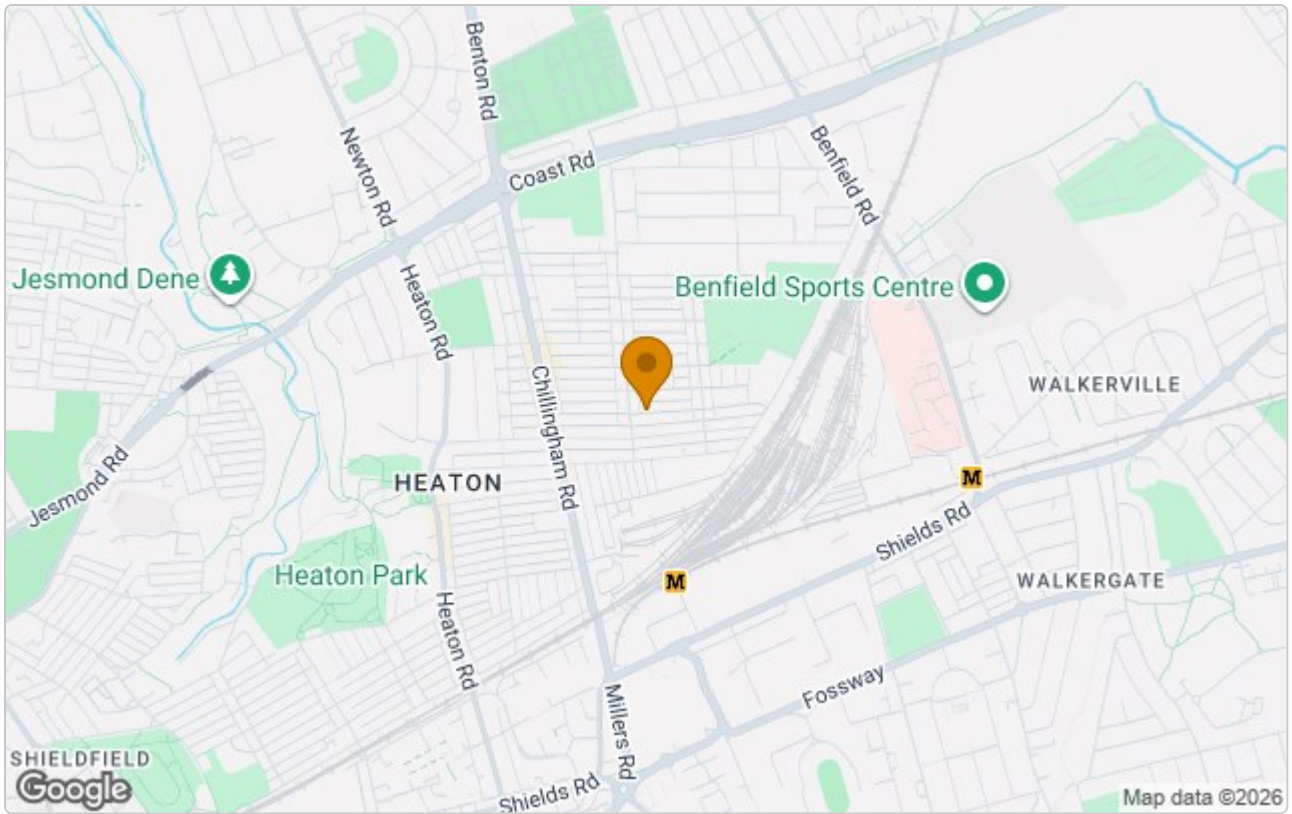 Benton Rd
Newton Rd
Coast Rd
Benfield Rd
Jesmond Dene
Heaton Rd
Benfield Sports Centre
Chillingham Rd
WALKERVILLE
Jesmond Rd
HEATON
M
Shields Rd
Heaton Park
M
WALKERGATE
Heaton Rd
Fossway
Millers Rd
SHIELDFIELD
Google
Shields Rd
Map data ©2026